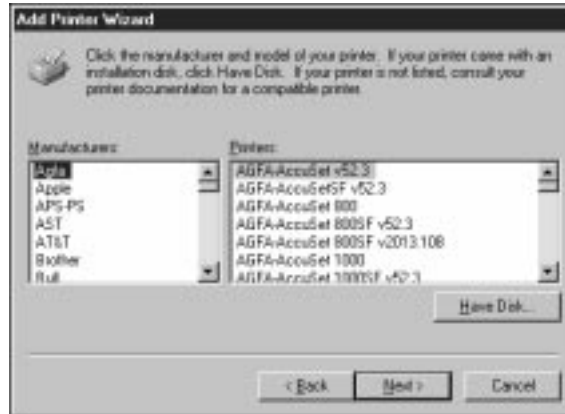 Add Printer Wizard
Click the manufacturer and model of your printer. If your printer came with an
installation disk, click Have Disk. If your printer is not listed, consult your
printer documentation for a compatible printer.
Manufacturers:
Agfa
Apple
APS-PS
AST
AT&T
Brother
Bull
Printers:
AGFA-AccuSet v52.3
AGFA-AccuSetSF v52.3
AGFA-AccuSet 800
AGFA-AccuSet 800SF v52.3
AGFA-AccuSet 800SF v2013.108
AGFA-AccuSet 1000
AGFA-AccuSet 1000SF v52.3
Have Disk...
< Back
Next >
Cancel